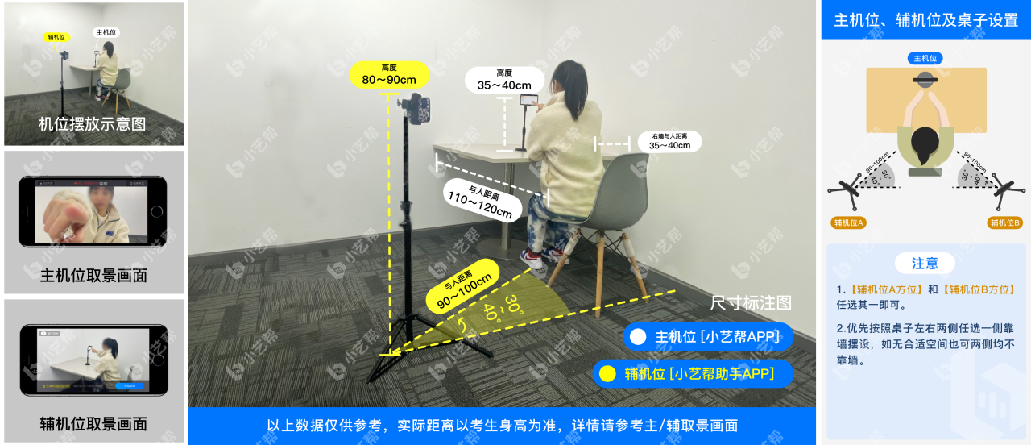 辅机位
主机位
机位摆放示意图
主机位取景画面
辅机位取景画面
高度
80～90cm
高度
35～40cm
右端与人距离
35～40cm
与人距离
110～120cm
与人距离
90～100cm
30°
40°
尺寸标注图
主机位 [小艺帮APP]
辅机位 [小艺帮助手APP]
以上数据仅供参考，实际距离以考生身高为准，详情请参考主/辅取景画面
主机位、辅机位及桌子设置
主机位
辅机位A
辅机位B
注意
1.【辅机位A方位】和【辅机位B方位】
任选其一即可。
2.优先按照桌子左右两侧任选一侧靠
墙摆设，如无合适空间也可两侧均不
靠墙。
小艺帮